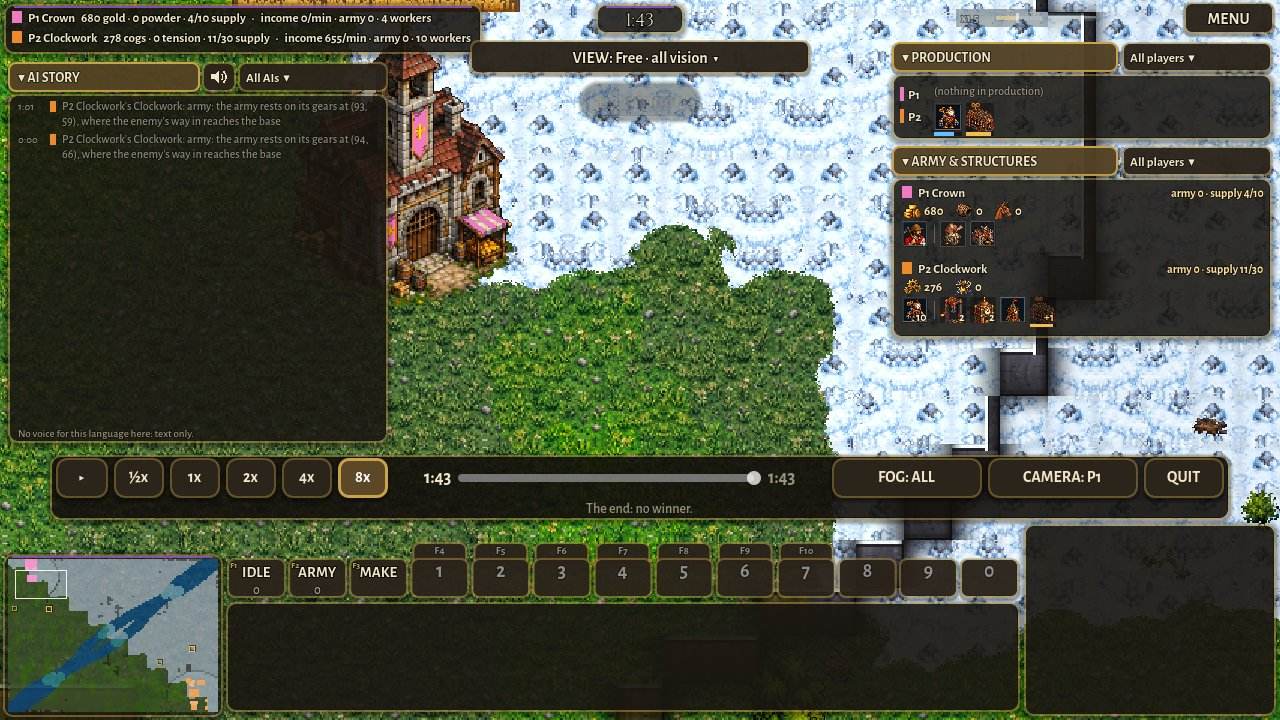 P1 Crown 680 gold · 0 powder · 4/10 supply · income 0/min · army 0 · 4 workers
P2 Clockwork 278 cogs · 0 tension · 11/30 supply · income 655/min · army 0 · 10 workers
1:43
MENU
VIEW: Free · all vision ▾
▾ AI STORY
All AIs ▾
1:01 P2 Clockwork's Clockwork: army: the army rests on its gears at (93,
59), where the enemy's way in reaches the base
0:00 P2 Clockwork's Clockwork: army: the army rests on its gears at (94,
66), where the enemy's way in reaches the base
No voice for this language here: text only.
▾ PRODUCTION
All players ▾
P1 (nothing in production)
P2
▾ ARMY & STRUCTURES
All players ▾
P1 Crown army 0 · supply 4/10
680 0 0
P2 Clockwork army 0 · supply 11/30
276 0
10 2 2 +1
½x 1x 2x 4x 8x
1:43 1:43
FOG: ALL
CAMERA: P1
QUIT
The end: no winner.
F4 F5 F6 F7 F8 F9 F10
F1 IDLE F2 ARMY F3 MAKE 1 2 3 4 5 6 7 8 9 0
0 0